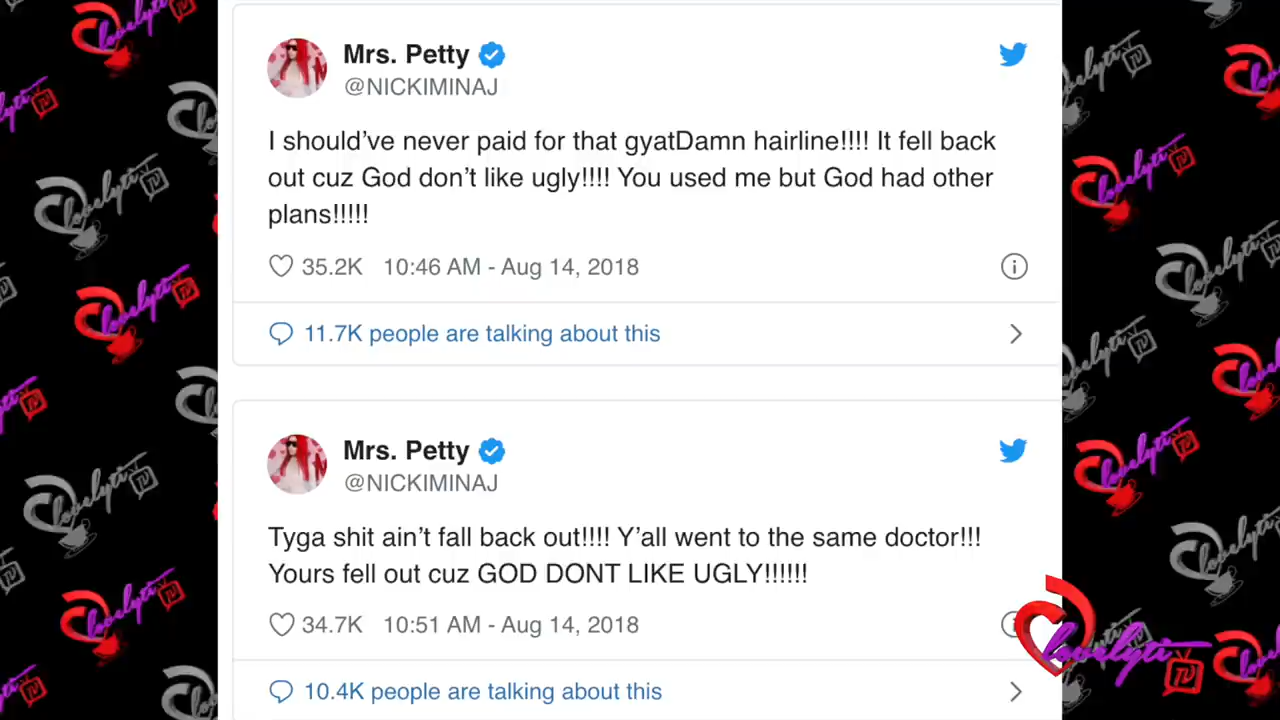 Mrs. Petty
@NICKIMINAJ
I should’ve never paid for that gyatDamn hairline!!!! It fell back
out cuz God don’t like ugly!!!! You used me but God had other
plans!!!!!
35.2K 10:46 AM - Aug 14, 2018
11.7K people are talking about this
Mrs. Petty
@NICKIMINAJ
Tyga shit ain’t fall back out!!!! Y’all went to the same doctor!!!
Yours fell out cuz GOD DONT LIKE UGLY!!!!!!
34.7K 10:51 AM - Aug 14, 2018
10.4K people are talking about this
lovelyti TV